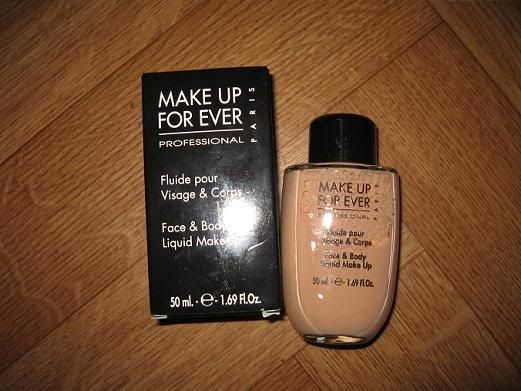 MAKE UP
FOR EVER
PROFESSIONAL
PARIS
Fluide pour
Visage & Corps
Face & Body
Liquid Make
50 ml. - e - 1.69 Fl.Oz.
MAKE UP
FOR EVER
PROFESSIONAL
PARIS
Fluide pour
Visage & Corps
Face & Body
Liquid Make Up
50 ml. - e - 1.69 Fl.Oz.